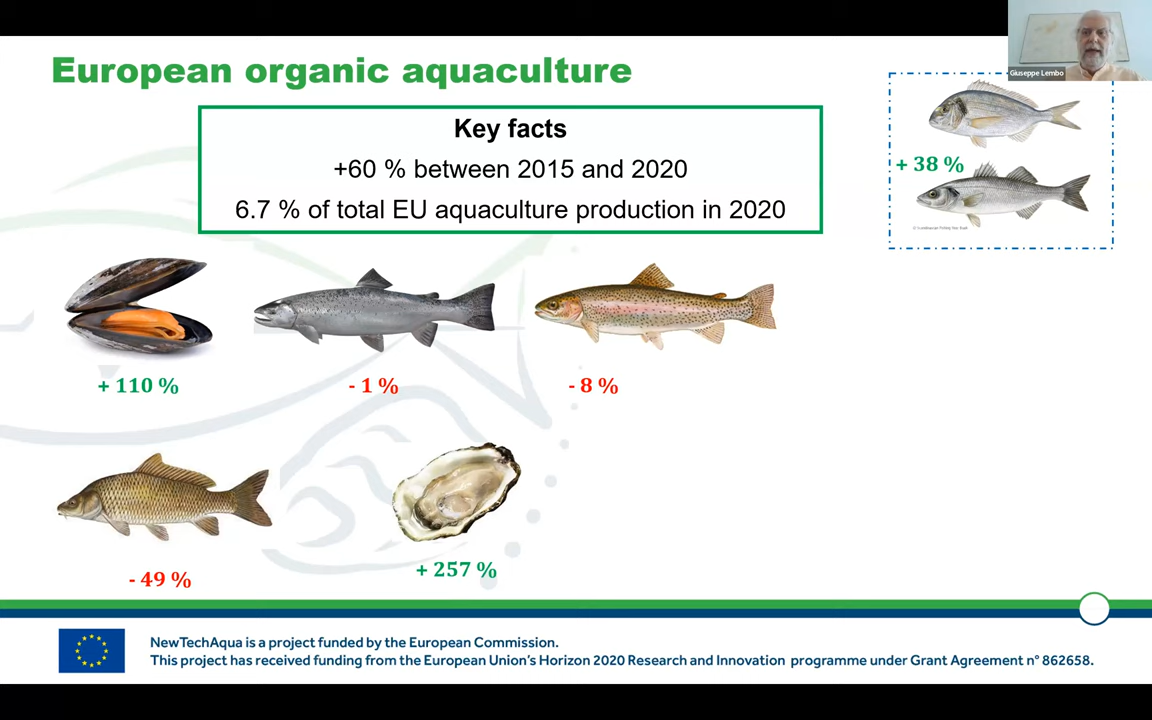 European organic aquaculture
Giuseppe Lembo
Key facts
+60 % between 2015 and 2020
6.7 % of total EU aquaculture production in 2020
+ 38 %
+ 110 %
- 1 %
- 8 %
- 49 %
+ 257 %
NewTechAqua is a project funded by the European Commission.
This project has received funding from the European Union's Horizon 2020 Research and Innovation programme under Grant Agreement n° 862658.